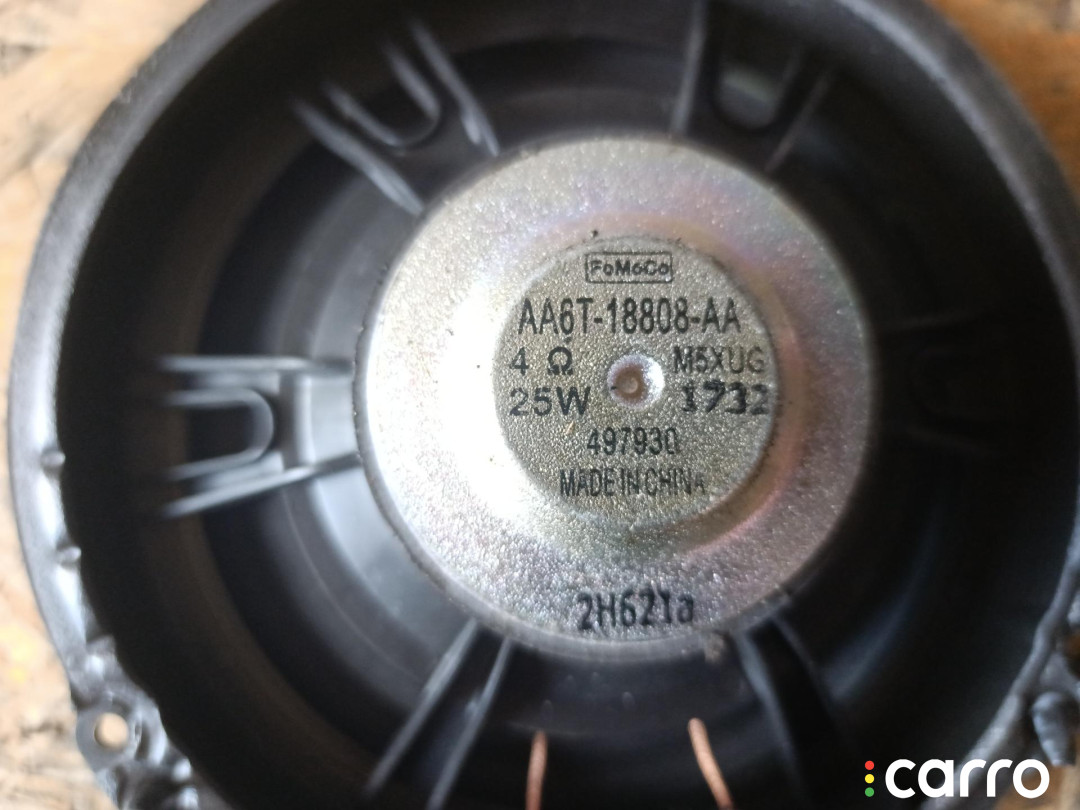 FoMoCo
AA6T-18808-AA
4 Ω M5XUG
25W 1732
497930
MADE IN CHINA
2H621a
carro